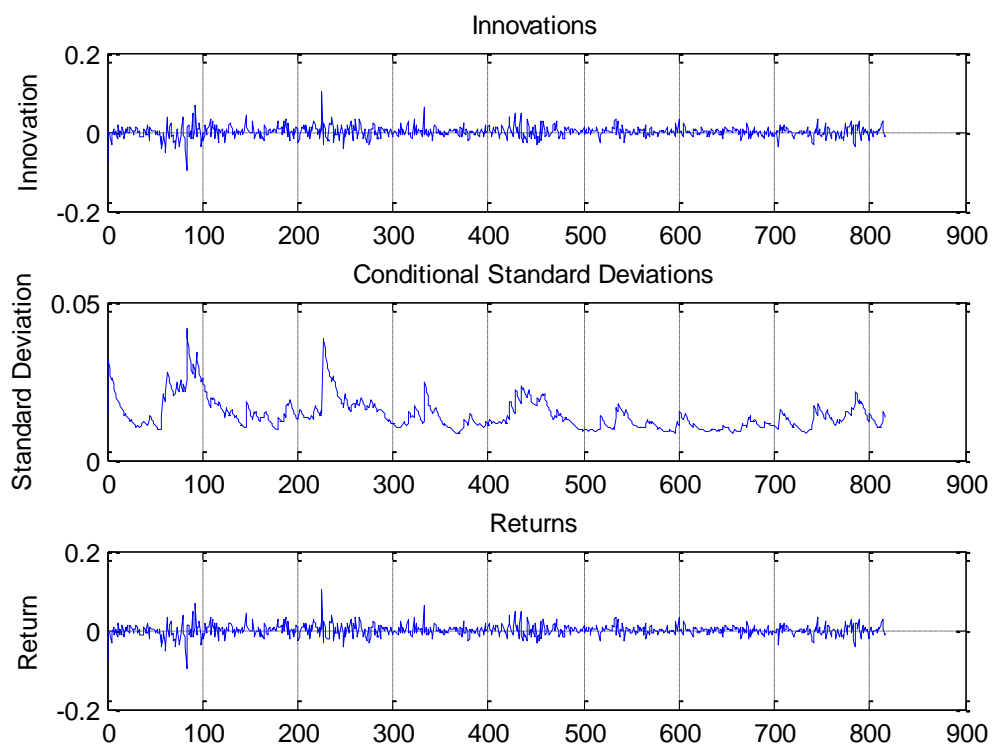 Innovations
0.2
0
-0.2
Innovation
0 100 200 300 400 500 600 700 800 900
Conditional Standard Deviations
0.05
0
Standard Deviation
0 100 200 300 400 500 600 700 800 900
Returns
0.2
0
-0.2
Return
0 100 200 300 400 500 600 700 800 900